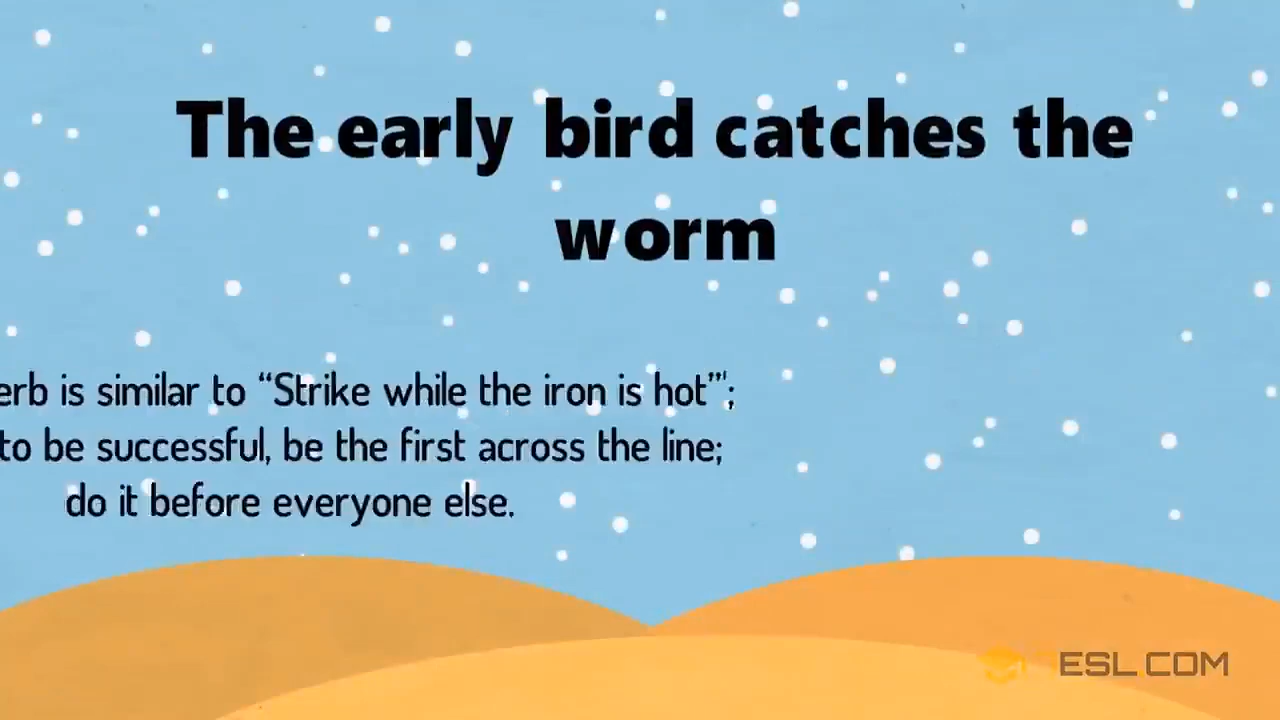 The early bird catches the
worm
erb is similar to “Strike while the iron is hot”;
to be successful, be the first across the line;
do it before everyone else.
ESL.COM